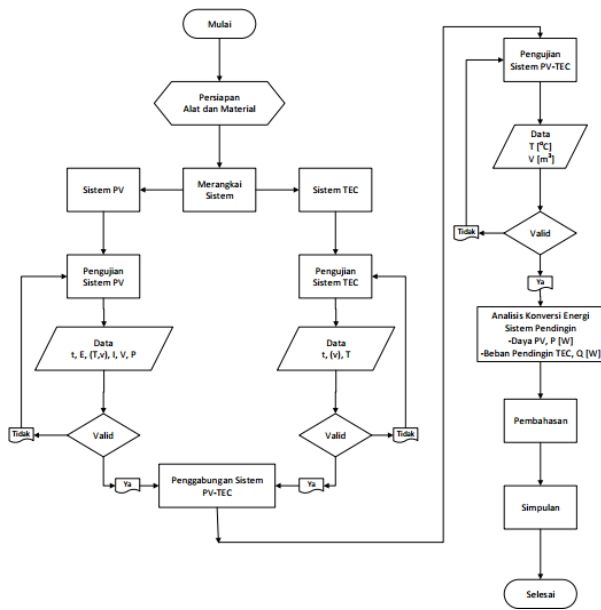 Mulai
Persiapan
Alat dan Material
Sistem PV
Merangkai
Sistem
Sistem TEC
Pengujian
Sistem PV
Pengujian
Sistem TEC
Data
t, E, (T,v), I, V, P
Data
t, (v), T
Tidak
Valid
Valid
Tidak
Ya
Penggabungan Sistem
PV-TEC
Ya
Pengujian
Sistem PV-TEC
Data
T [°C]
V [m³]
Tidak
Valid
Ya
Analisis Konversi Energi
Sistem Pendingin
-Daya PV, P [W]
-Beban Pendingin TEC, Q [W]
Pembahasan
Simpulan
Selesai